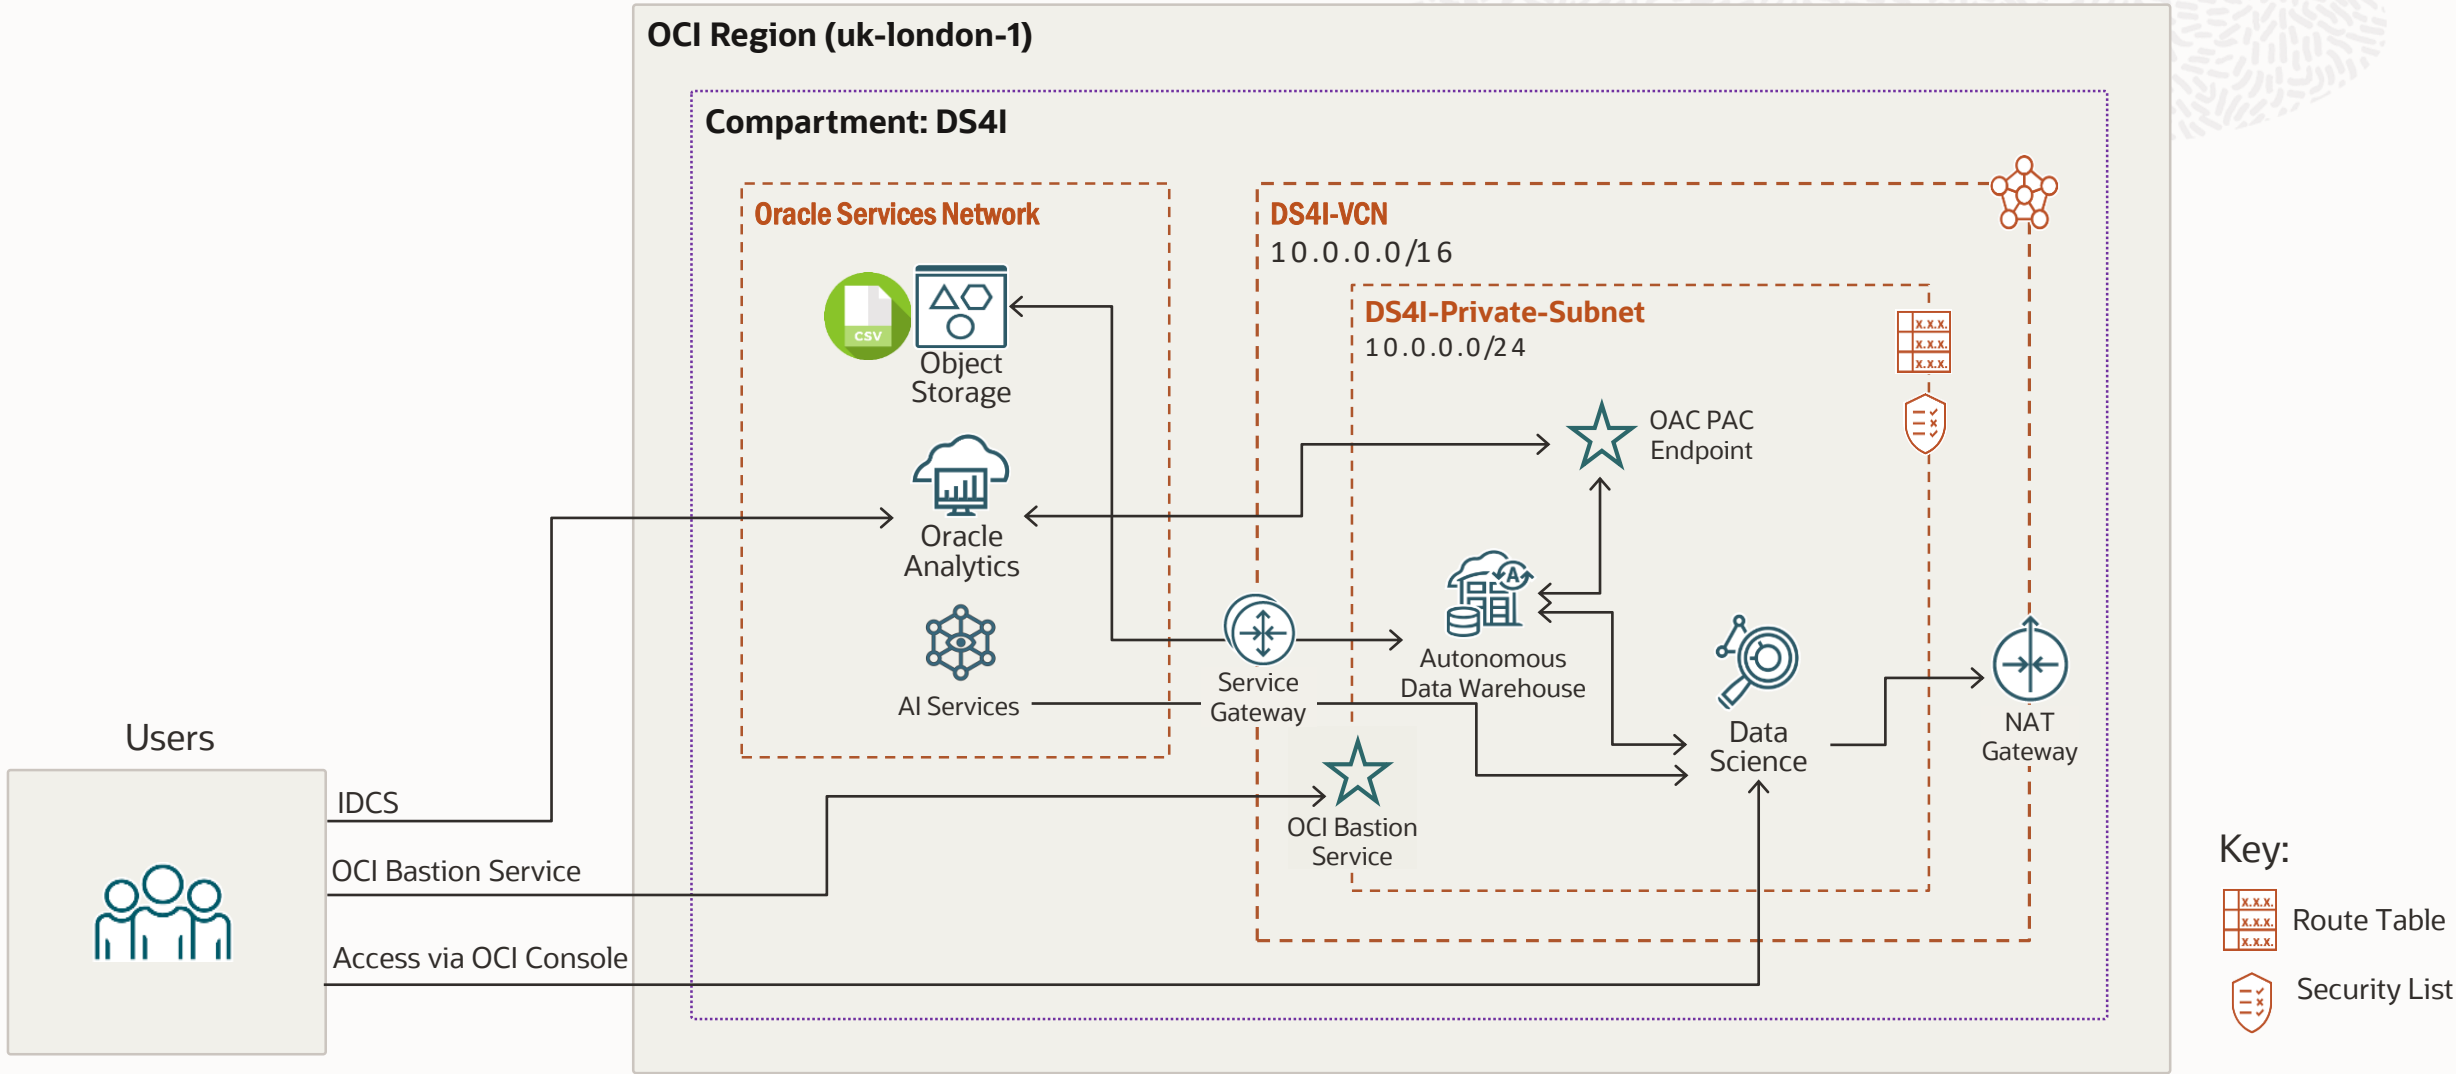 OCI Region (uk-london-1)
Compartment: DS4I
Oracle Services Network
DS4I-VCN
10.0.0.0/16
DS4I-Private-Subnet
10.0.0.0/24
x.x.x.
x.x.x.
x.x.x.
CSV
Object
Storage
OAC PAC
Endpoint
Oracle
Analytics
A
Autonomous
Data Warehouse
Service
Gateway
AI Services
Data
Science
NAT
Gateway
OCI Bastion
Service
Users
IDCS
OCI Bastion Service
Access via OCI Console
Key:
x.x.x.
x.x.x.
x.x.x.
Route Table
Security List